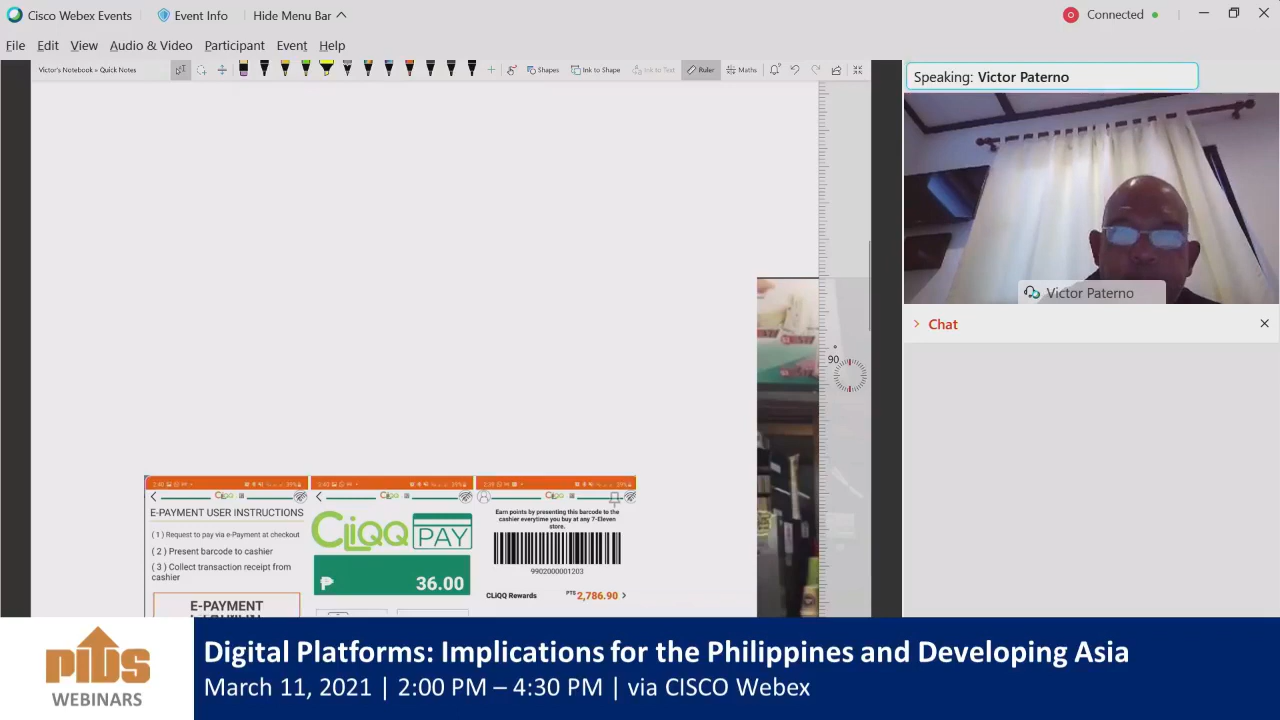 Cisco Webex Events
Event Info
Hide Menu Bar
Connected
File Edit View Audio & Video Participant Event Help
Victor's Notebook » Quick Notes
Shapes
Ink to Shape
Ink to Text
Ruler
Maths
Speaking: Victor Paterno
Victor Paterno
Chat
90°
E-PAYMENT USER INSTRUCTIONS
( 1 ) Request to pay via e-Payment at checkout
( 2 ) Present barcode to cashier
( 3 ) Collect transaction receipt from
cashier
E-PAYMENT
CLiQQ PAY
₱ 36.00
Earn points by presenting this barcode to the
cashier everytime you buy at any 7-Eleven
store.
9902000001203
CLiQQ Rewards
PTS 2,786.90
PIDS
WEBINARS
Digital Platforms: Implications for the Philippines and Developing Asia
March 11, 2021 | 2:00 PM – 4:30 PM | via CISCO Webex